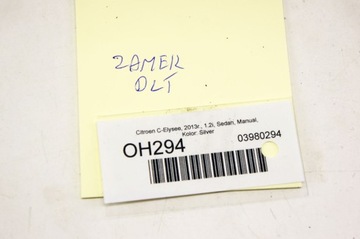 ZAMEK
DLT
Citroen C-Elysee, 2013r., 1.2i, Sedan, Manual,
Kolor: Silver
OH294 03980294